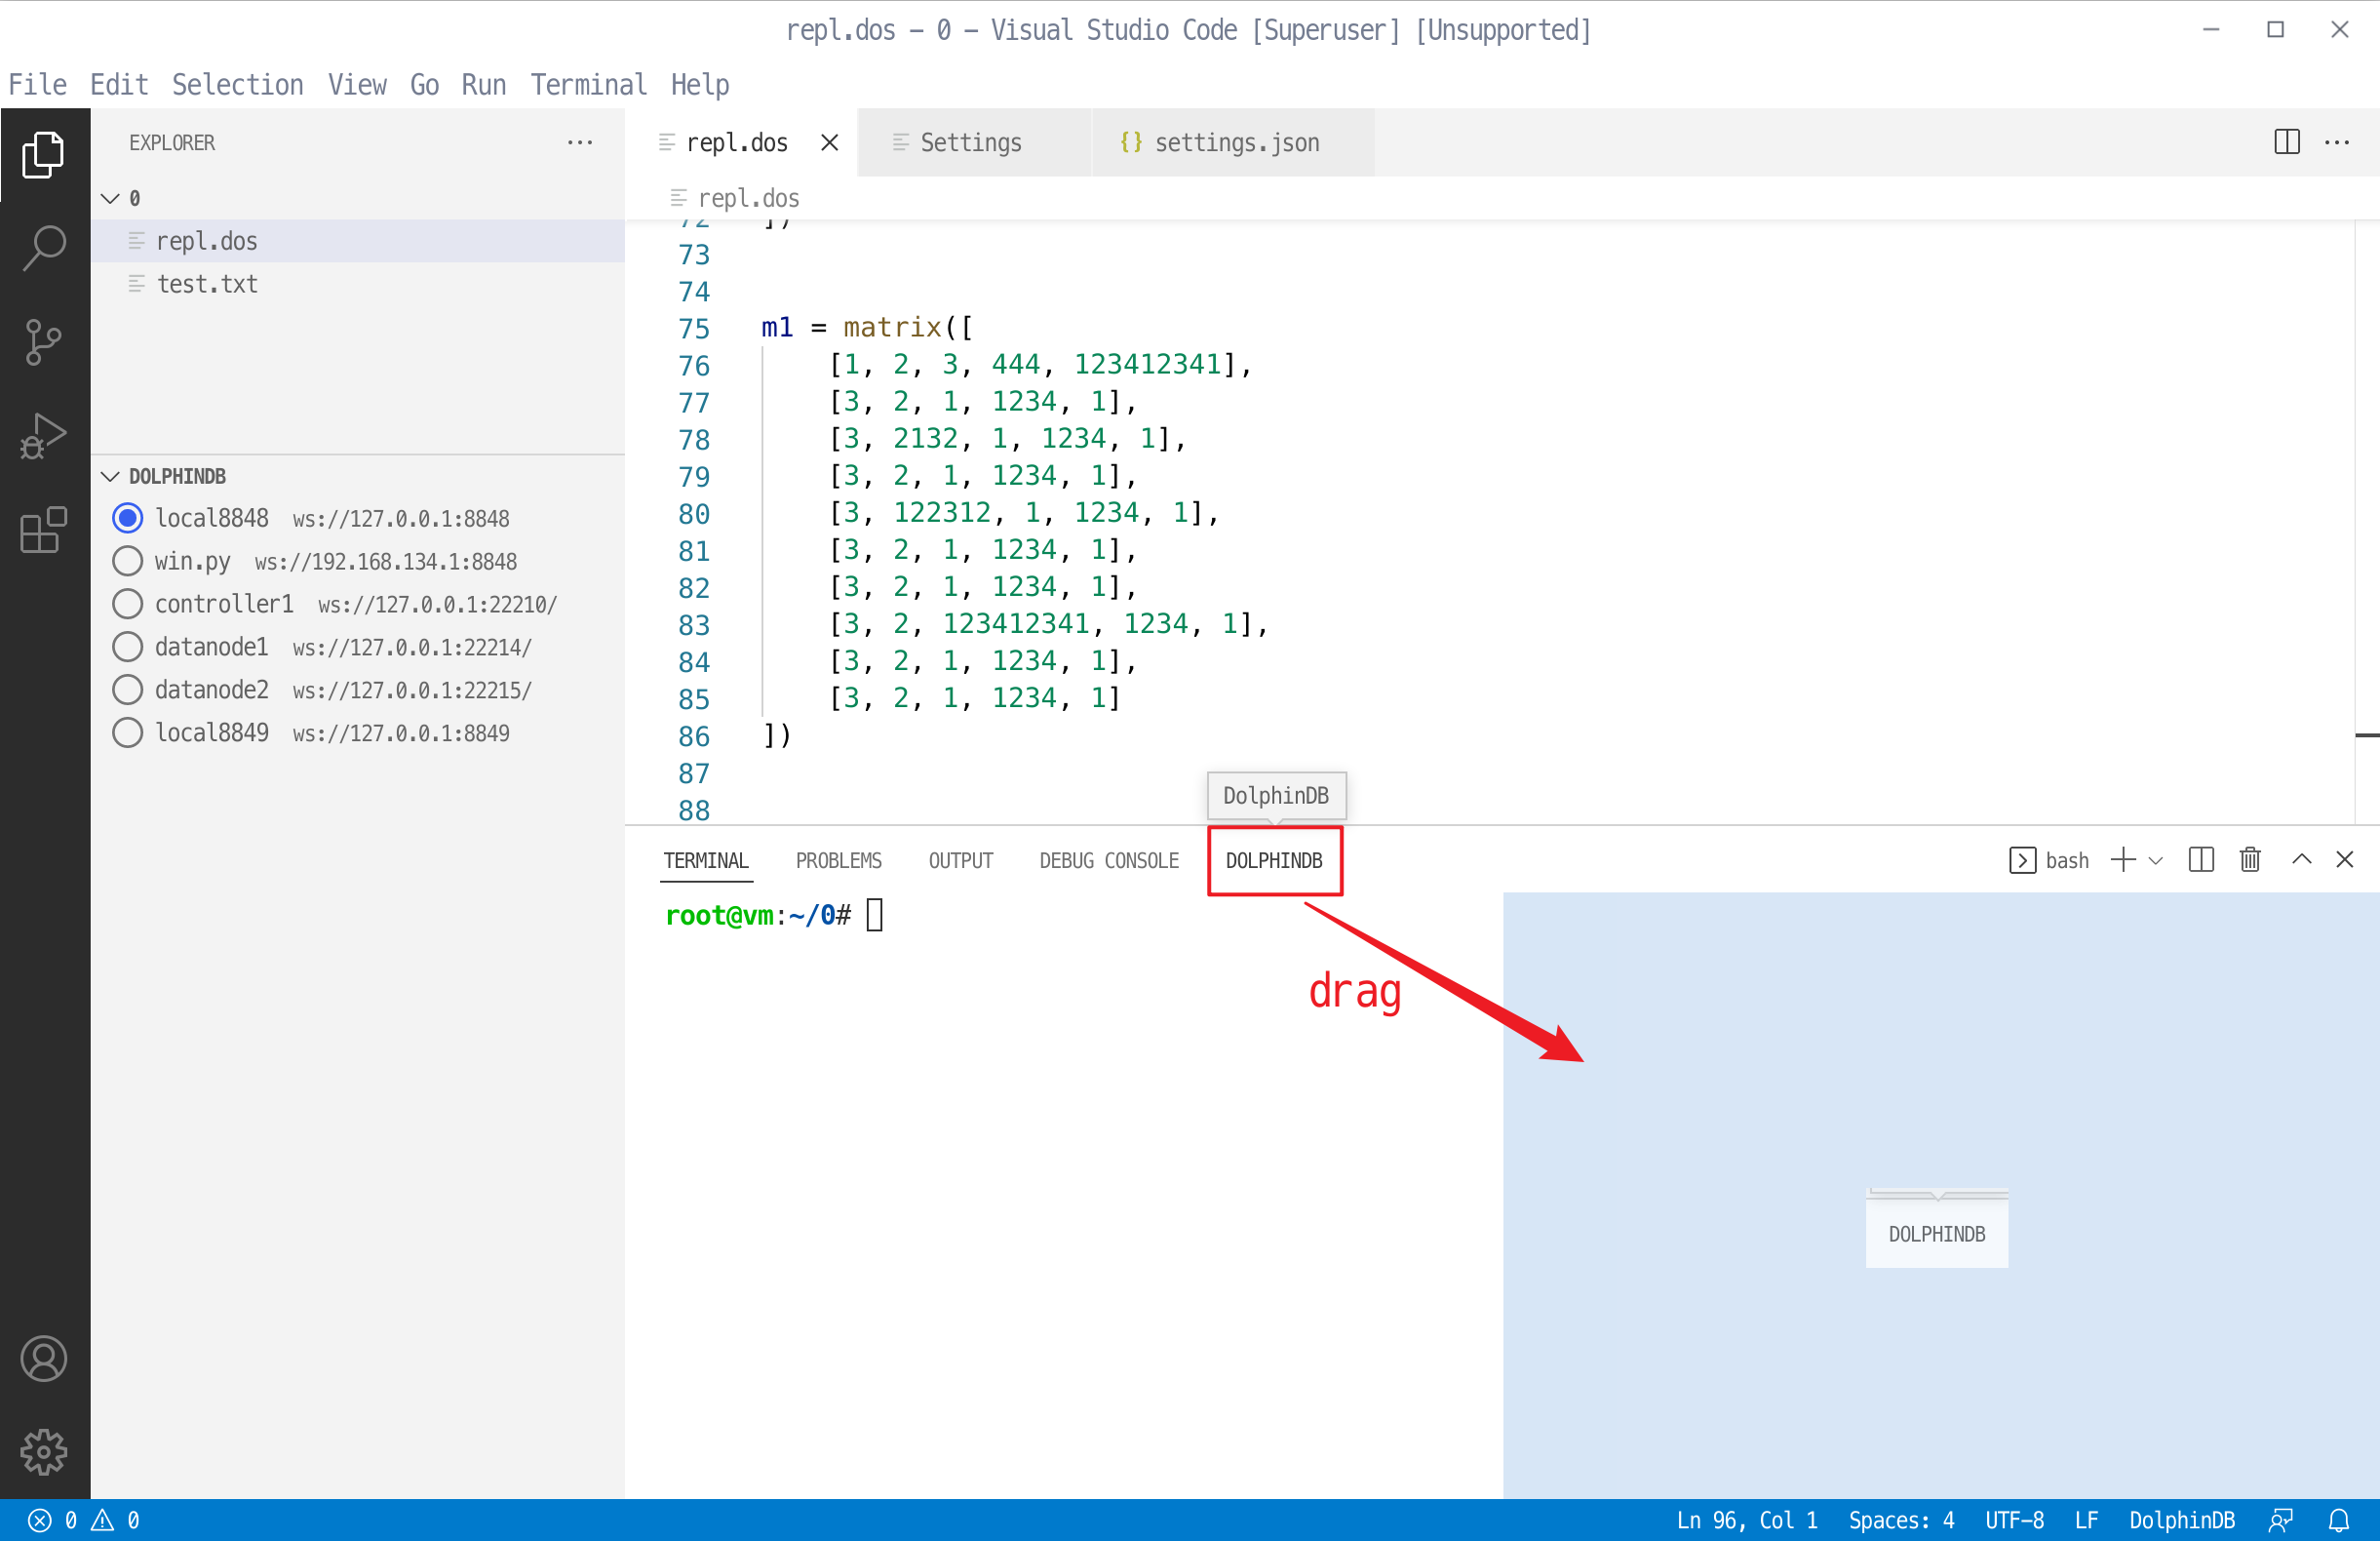 repl.dos - 0 - Visual Studio Code [Superuser] [Unsupported]
File Edit Selection View Go Run Terminal Help
EXPLORER
0
repl.dos
test.txt
DOLPHINDB
local8848 ws://127.0.0.1:8848
win.py ws://192.168.134.1:8848
controller1 ws://127.0.0.1:22210/
datanode1 ws://127.0.0.1:22214/
datanode2 ws://127.0.0.1:22215/
local8849 ws://127.0.0.1:8849
repl.dos Settings {} settings.json
repl.dos
72 ])
73
74
75 m1 = matrix([
76 [1, 2, 3, 444, 123412341],
77 [3, 2, 1, 1234, 1],
78 [3, 2132, 1, 1234, 1],
79 [3, 2, 1, 1234, 1],
80 [3, 122312, 1, 1234, 1],
81 [3, 2, 1, 1234, 1],
82 [3, 2, 1, 1234, 1],
83 [3, 2, 123412341, 1234, 1],
84 [3, 2, 1, 1234, 1],
85 [3, 2, 1, 1234, 1]
86 ])
87
88
DolphinDB
TERMINAL PROBLEMS OUTPUT DEBUG CONSOLE DOLPHINDB bash
root@vm:~/0#
drag
DOLPHINDB
0 0 Ln 96, Col 1 Spaces: 4 UTF-8 LF DolphinDB